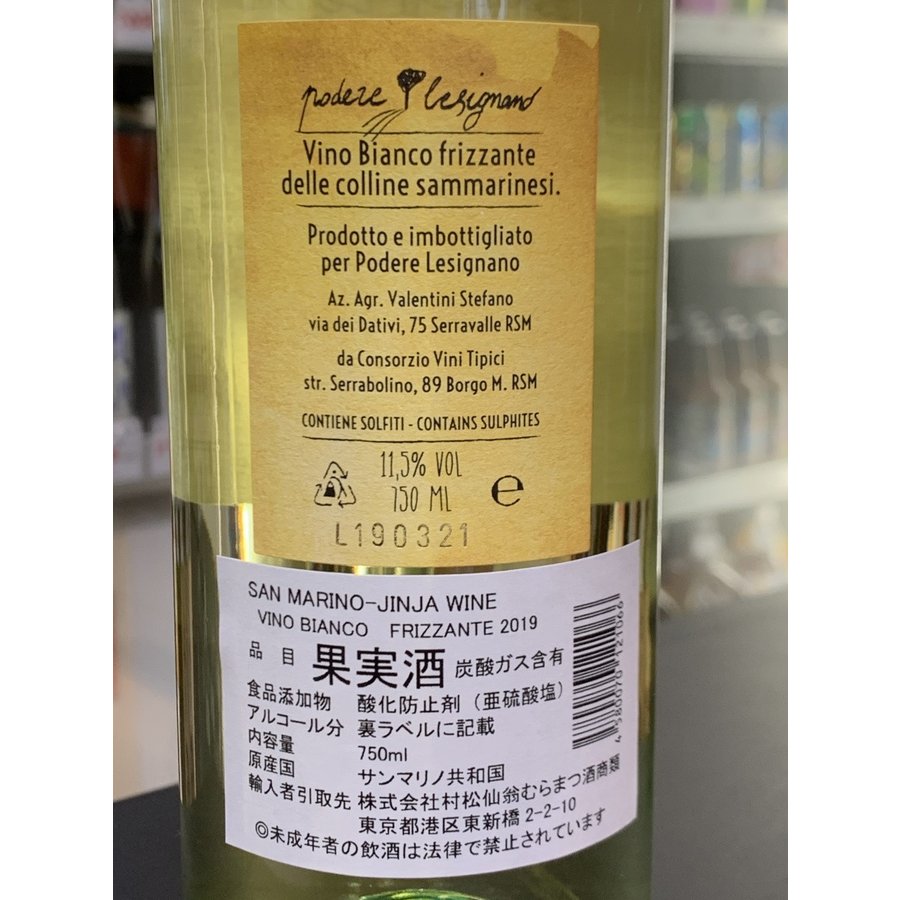 podere lesignano
Vino Bianco frizzante
delle colline sammarinesi.
Prodotto e imbottigliato
per Podere Lesignano
Az. Agr. Valentini Stefano
via dei Dativi, 75 Serravalle RSM
da Consorzio Vini Tipici
str. Serrabolino, 89 Borgo M. RSM
CONTIENE SOLFITI - CONTAINS SULPHITES
11,5% VOL
750 ML
e
L190321
SAN MARINO-JINJA WINE
VINO BIANCO FRIZZANTE 2019
品目 果実酒 炭酸ガス含有
食品添加物 酸化防止剤（亜硫酸塩）
アルコール分 裏ラベルに記載
内容量 750ml
原産国 サンマリノ共和国
輸入者引取先 株式会社村松仙翁むらまつ酒商類
東京都港区東新橋2-2-10
◎未成年者の飲酒は法律で禁止されています
4 580070 121066